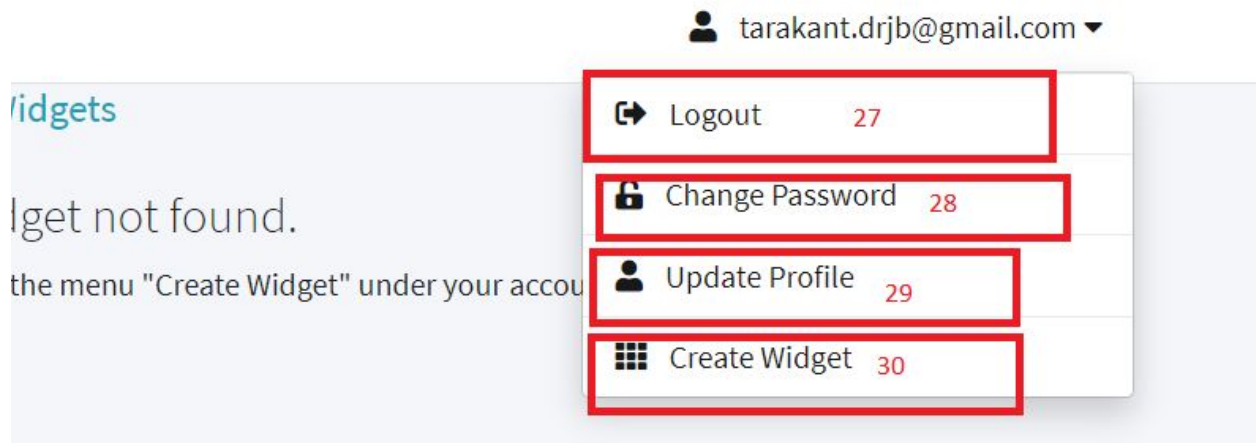 tarakant.drjb@gmail.com
Widgets
Logout 27
dget not found.
Change Password 28
the menu "Create Widget" under your accou
Update Profile 29
Create Widget 30